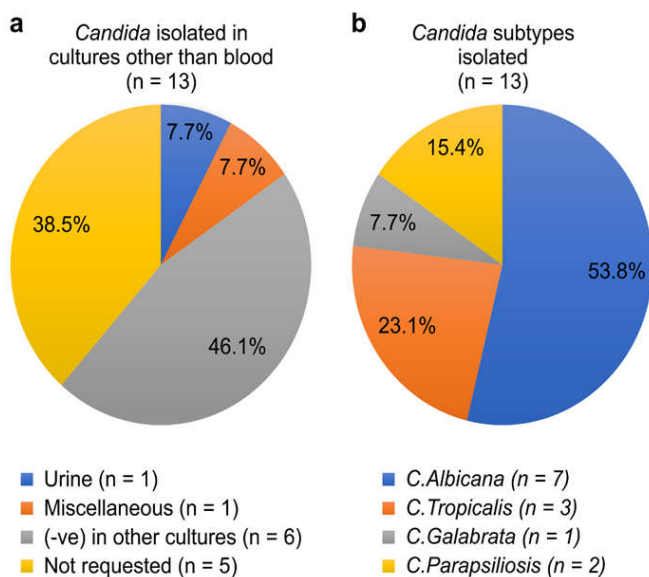 a
Candida isolated in
cultures other than blood
(n = 13)
7.7%
7.7%
38.5%
46.1%
Urine (n = 1)
Miscellaneous (n = 1)
(-ve) in other cultures (n = 6)
Not requested (n = 5)
b
Candida subtypes
isolated
(n = 13)
15.4%
7.7%
53.8%
23.1%
C.Albicana (n = 7)
C.Tropicalis (n = 3)
C.Galabrata (n = 1)
C.Parapsiliosis (n = 2)